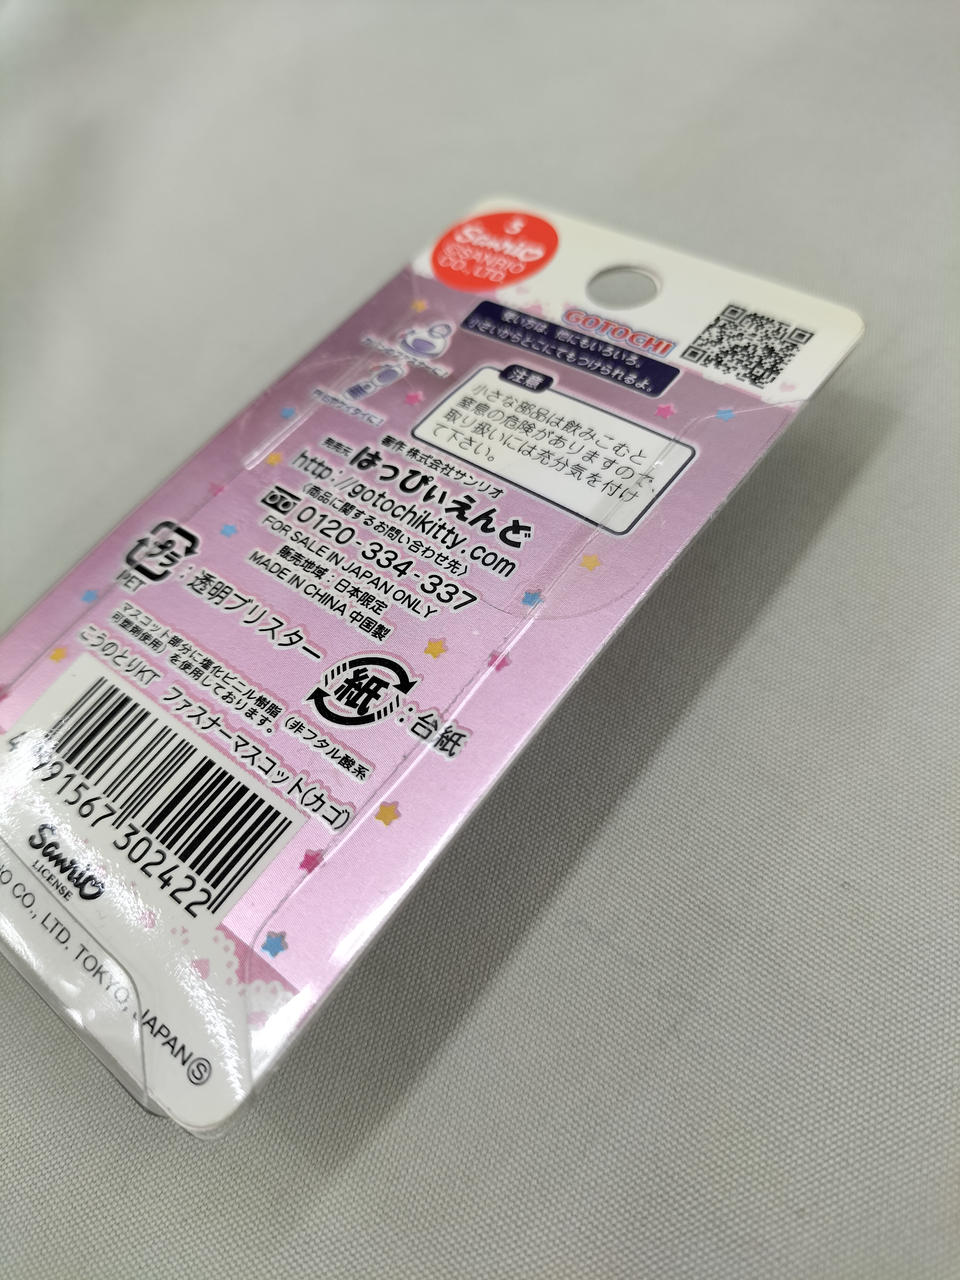 5
Sanrio
©SANRIO
CO., LTD.
GOTOCHI
使い方は、他にもいろいろ。
小さいからどこにでもつけられるよ。
注意
小さな部品は飲みこむと
窒息の危険がありますので、
取り扱いには充分気を付け
て下さい。
著作 株式会社サンリオ
発売元 はっぴぃえんど
http://gotochikitty.com
(商品に関するお問い合わせ先)
0120-334-337
FOR SALE IN JAPAN ONLY
販売地域：日本限定
MADE IN CHINA 中国製
プラ
PET
：透明ブリスター
紙
：台紙
マスコット部分に塩化ビニル樹脂（非フタル酸系
可塑剤使用）を使用しております。
こうのとりKT ファスナーマスコット(カゴ)
4 991567 302422
Sanrio
LICENSE
IO CO., LTD. TOKYO, JAPAN Ⓢ